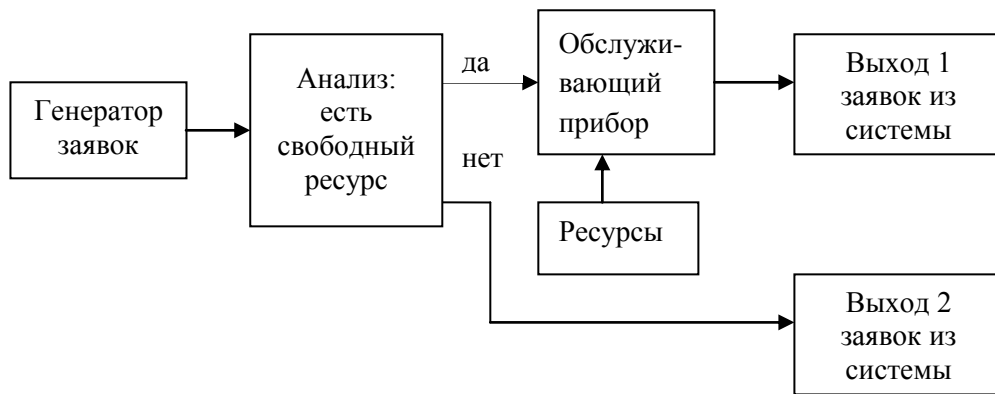 Генератор
заявок
Анализ:
есть
свободный
ресурс
да
нет
Обслужи-
вающий
прибор
Ресурсы
Выход 1
заявок из
системы
Выход 2
заявок из
системы